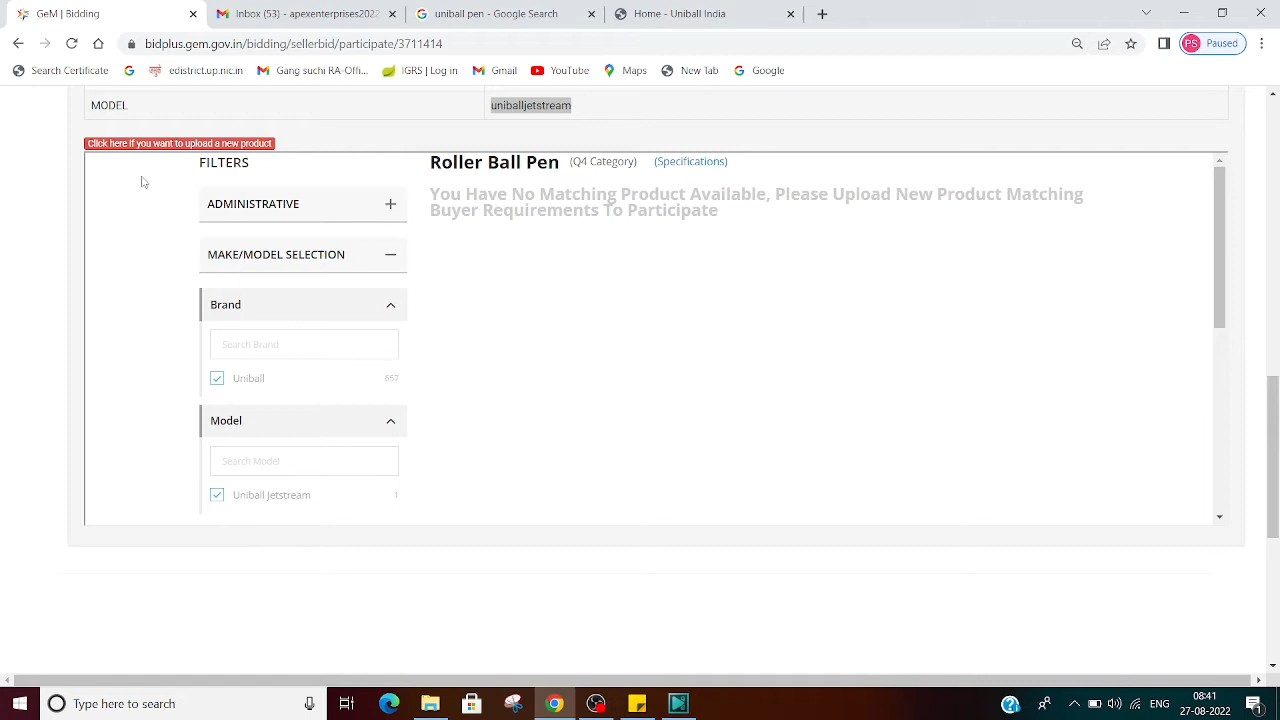 GeM | Bidding
Inbox (53) - apexenterprises2022
roller ball pen - Google Search
Home - Uniball India
bidplus.gem.gov.in/bidding/sellerbid/participate/3711414
PS Paused
Search Certificate
edistrict.up.nic.in
Gang suchi RA-Offi...
IGRS | Log in
Gmail
YouTube
Maps
New Tab
Google
MODEL
uniballjetstream
Click here if you want to upload a new product
FILTERS
Roller Ball Pen (Q4 Category) (Specifications)
You Have No Matching Product Available, Please Upload New Product Matching
Buyer Requirements To Participate
ADMINISTRATIVE
MAKE/MODEL SELECTION
Brand
Search Brand
Uniball 657
Model
Search Model
Uniball Jetstream 1
Type here to search
ENG
08:41
27-08-2022